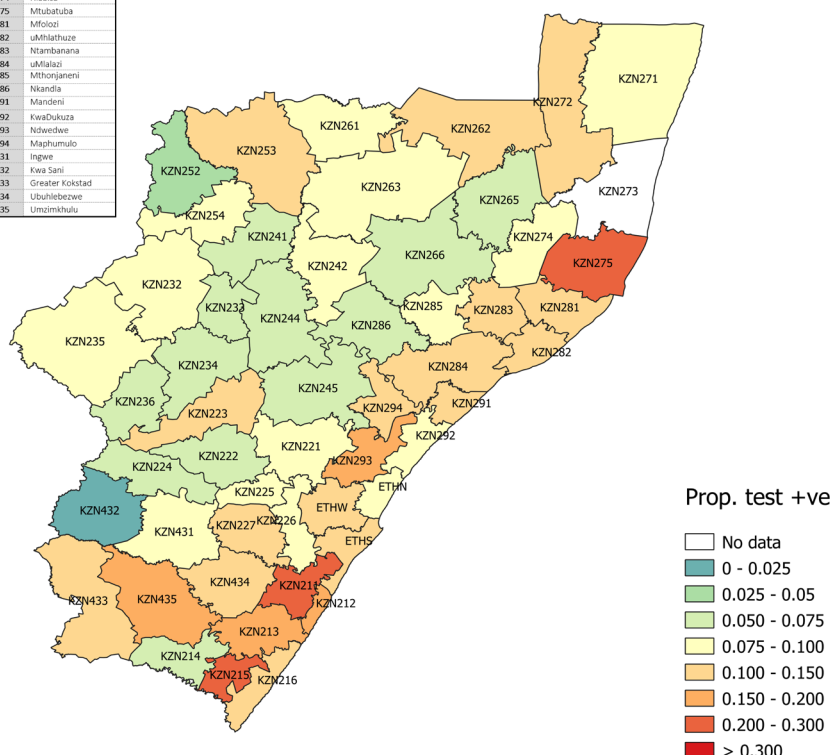 75 Mtubatuba
81 Mfolozi
82 uMhlathuze
83 Ntambanana
84 uMlalazi
85 Mthonjaneni
86 Nkandla
91 Mandeni
92 KwaDukuza
93 Ndwedwe
94 Maphumulo
31 Ingwe
32 Kwa Sani
33 Greater Kokstad
34 Ubuhlebezwe
35 Umzimkhulu
KZN271
KZN272
KZN261
KZN262
KZN253
KZN252
KZN263
KZN273
KZN265
KZN254
KZN241
KZN274
KZN266
KZN242
KZN275
KZN232
KZN285
KZN283
KZN281
KZN233
KZN244
KZN286
KZN235
KZN282
KZN234
KZN284
KZN245
KZN236
KZN291
KZN294
KZN223
KZN292
KZN221
KZN222
KZN293
KZN224
ETHN
KZN225
KZN432
ETHW
KZN226
KZN227
KZN431
ETHS
KZN434
KZN211
KZN435
KZN433
KZN212
KZN213
KZN214
KZN215
KZN216
Prop. test +ve
No data
0 - 0.025
0.025 - 0.05
0.050 - 0.075
0.075 - 0.100
0.100 - 0.150
0.150 - 0.200
0.200 - 0.300
> 0.300